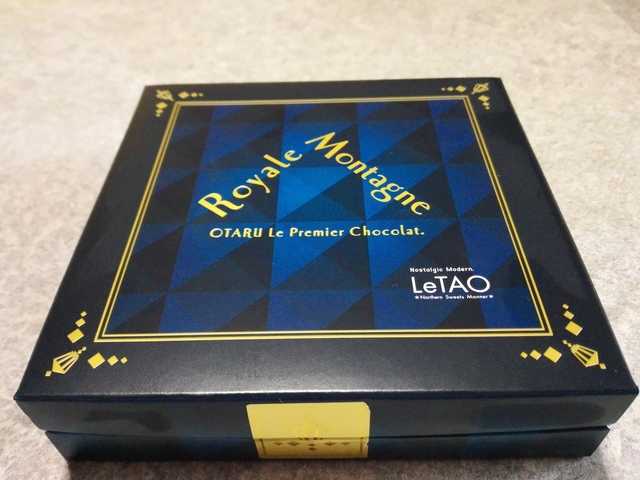 Royale Montagne
OTARU Le Premier Chocolat.
Nostalgic Modern.
LeTAO
Northern Sweets Manner